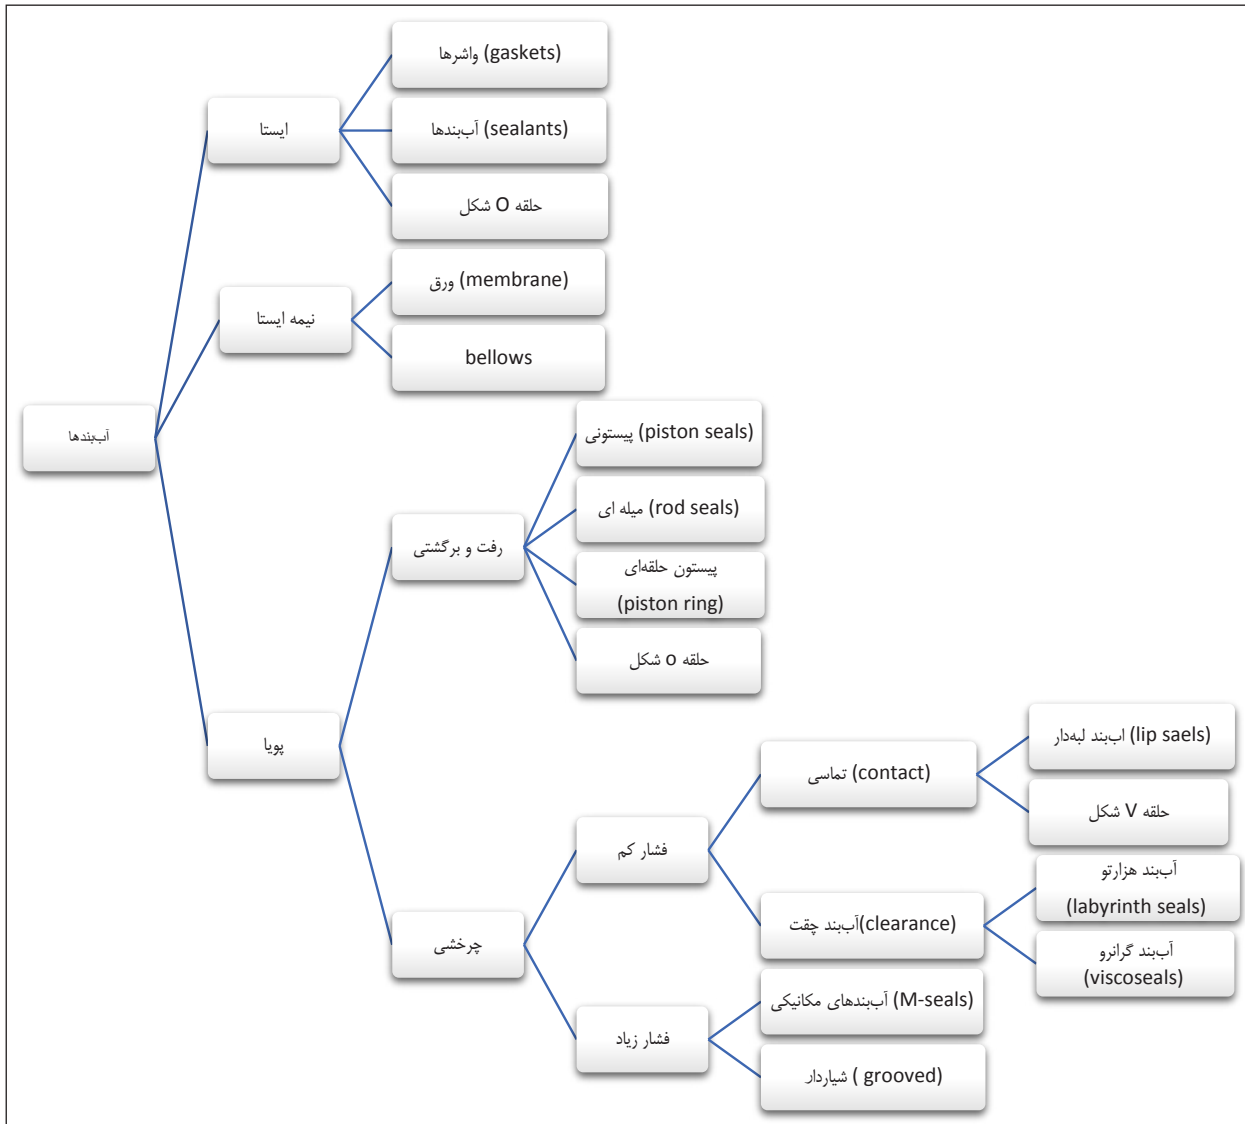 واشرها (gaskets)
ایستا
آب‌بندها (sealants)
حلقه O شکل
ورق (membrane)
نیمه ایستا
bellows
آب‌بندها
پیستونی (piston seals)
میله ای (rod seals)
رفت و برگشتی
پیستون حلقه‌ای
(piston ring)
حلقه o شکل
پویا
اب‌بند لبه‌دار (lip saels)
تماسی (contact)
حلقه V شکل
فشار کم
آب‌بند هزارتو
(labyrinth seals)
آب‌بند چقت(clearance)
آب‌بند گرانرو
(viscoseals)
چرخشی
آب‌بندهای مکانیکی (M-seals)
فشار زیاد
شیاردار ( grooved)